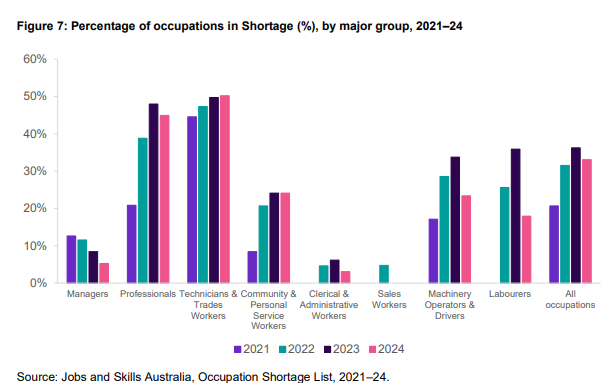 Figure 7: Percentage of occupations in Shortage (%), by major group, 2021–24
60%
50%
40%
30%
20%
10%
0%
Managers
Professionals
Technicians &
Trades
Workers
Community &
Personal
Service
Workers
Clerical &
Administrative
Workers
Sales
Workers
Machinery
Operators &
Drivers
Labourers
All
occupations
2021
2022
2023
2024
Source: Jobs and Skills Australia, Occupation Shortage List, 2021–24.